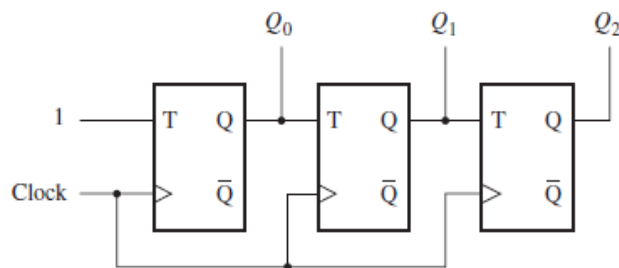 Q₀ Q₁ Q₂
1 T Q T Q T Q
Clock Q̅ Q̅ Q̅